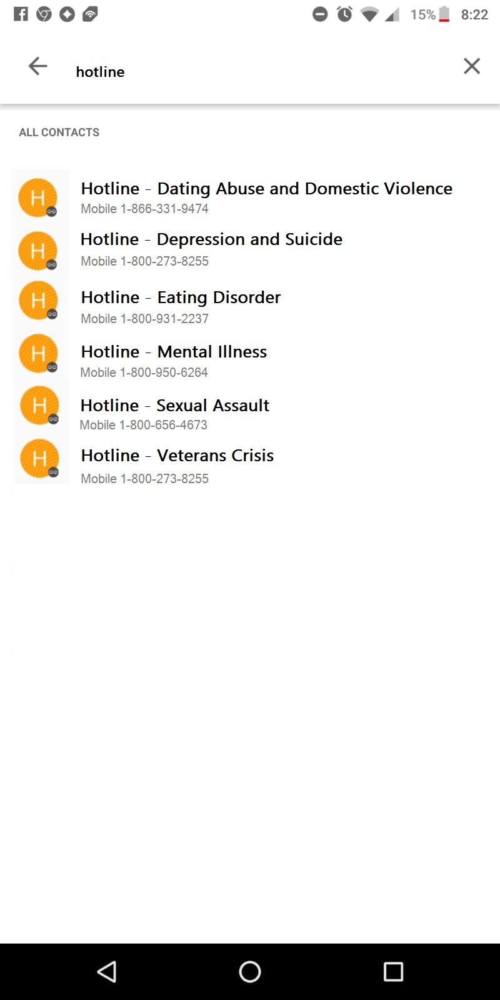 15% 8:22
hotline
ALL CONTACTS
H
Hotline - Dating Abuse and Domestic Violence
Mobile 1-866-331-9474
H
Hotline - Depression and Suicide
Mobile 1-800-273-8255
H
Hotline - Eating Disorder
Mobile 1-800-931-2237
H
Hotline - Mental Illness
Mobile 1-800-950-6264
H
Hotline - Sexual Assault
Mobile 1-800-656-4673
H
Hotline - Veterans Crisis
Mobile 1-800-273-8255